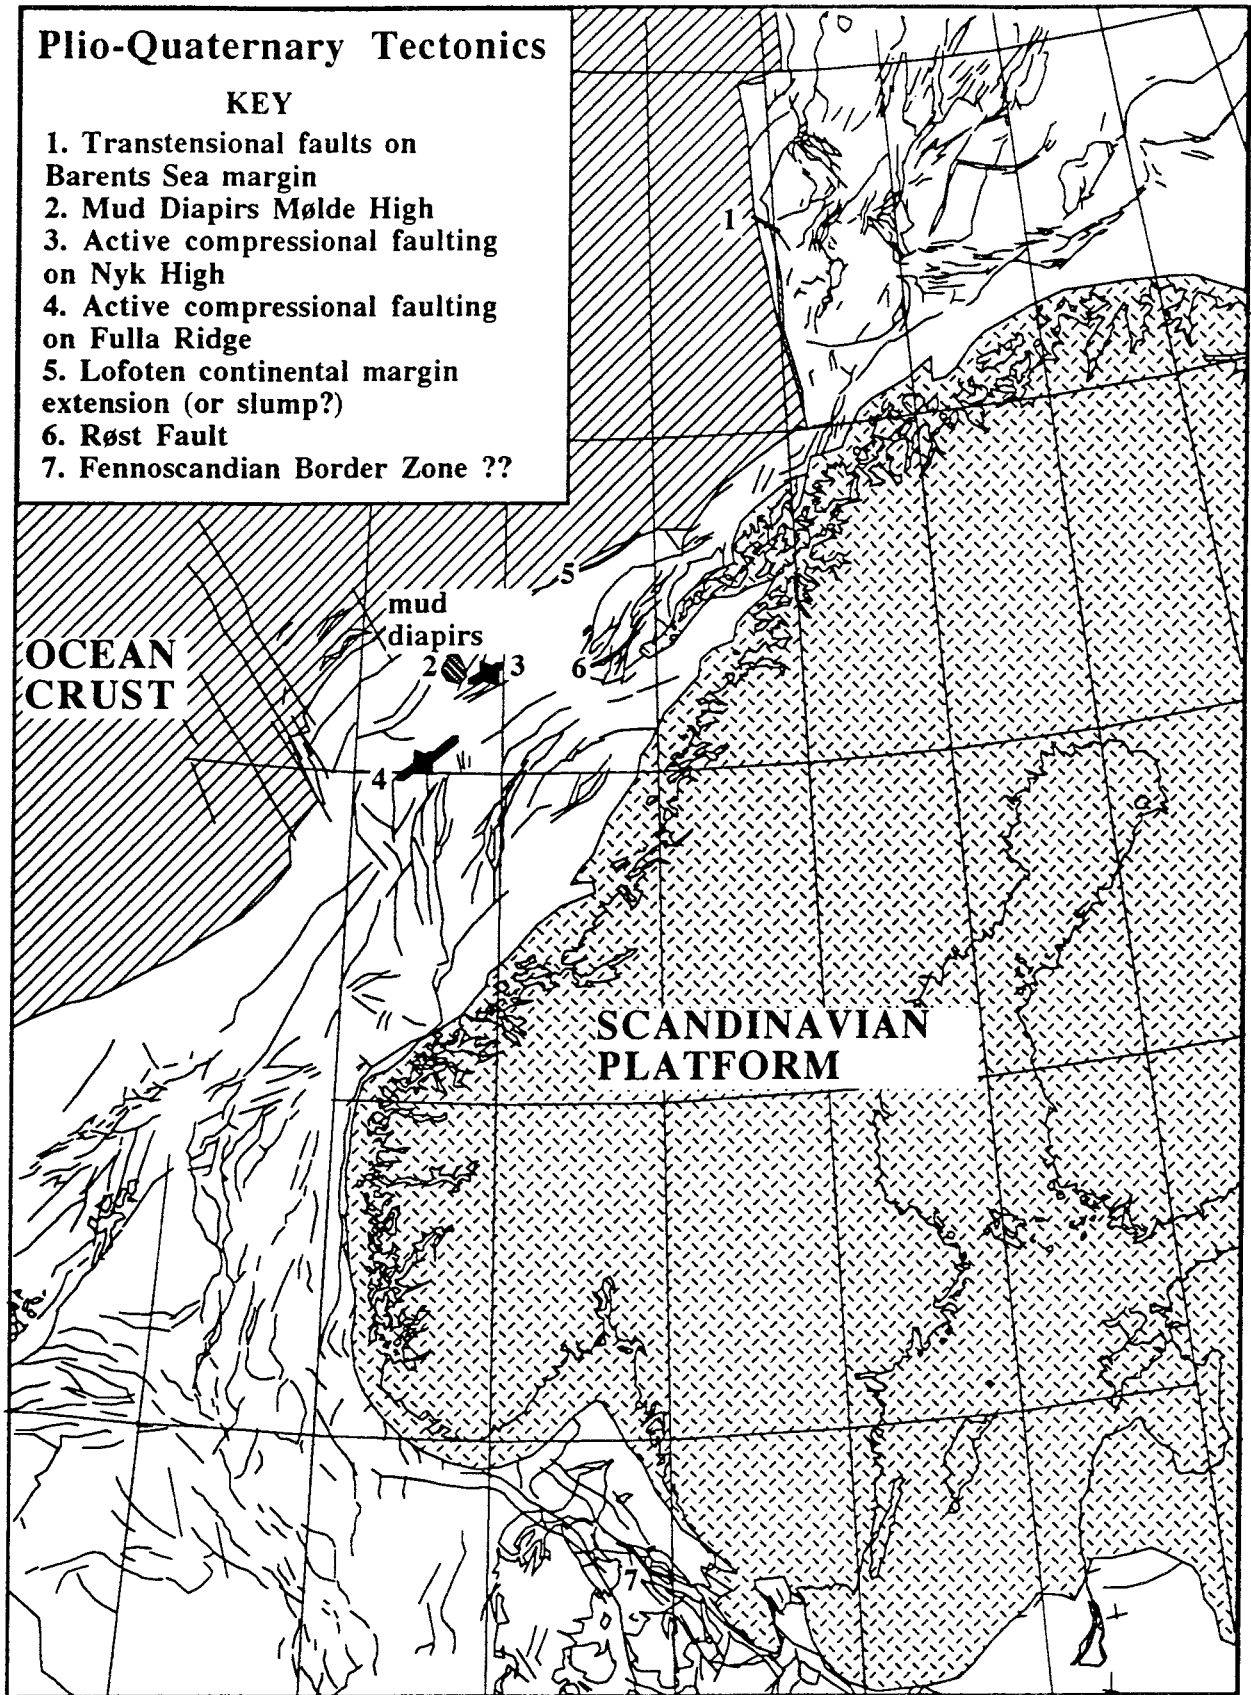 Plio-Quaternary Tectonics
KEY
1. Transtensional faults on
Barents Sea margin
2. Mud Diapirs Mølde High
3. Active compressional faulting
on Nyk High
4. Active compressional faulting
on Fulla Ridge
5. Lofoten continental margin
extension (or slump?)
6. Røst Fault
7. Fennoscandian Border Zone ??
1
5
mud
diapirs
2
3
6
OCEAN
CRUST
4
SCANDINAVIAN
PLATFORM
7